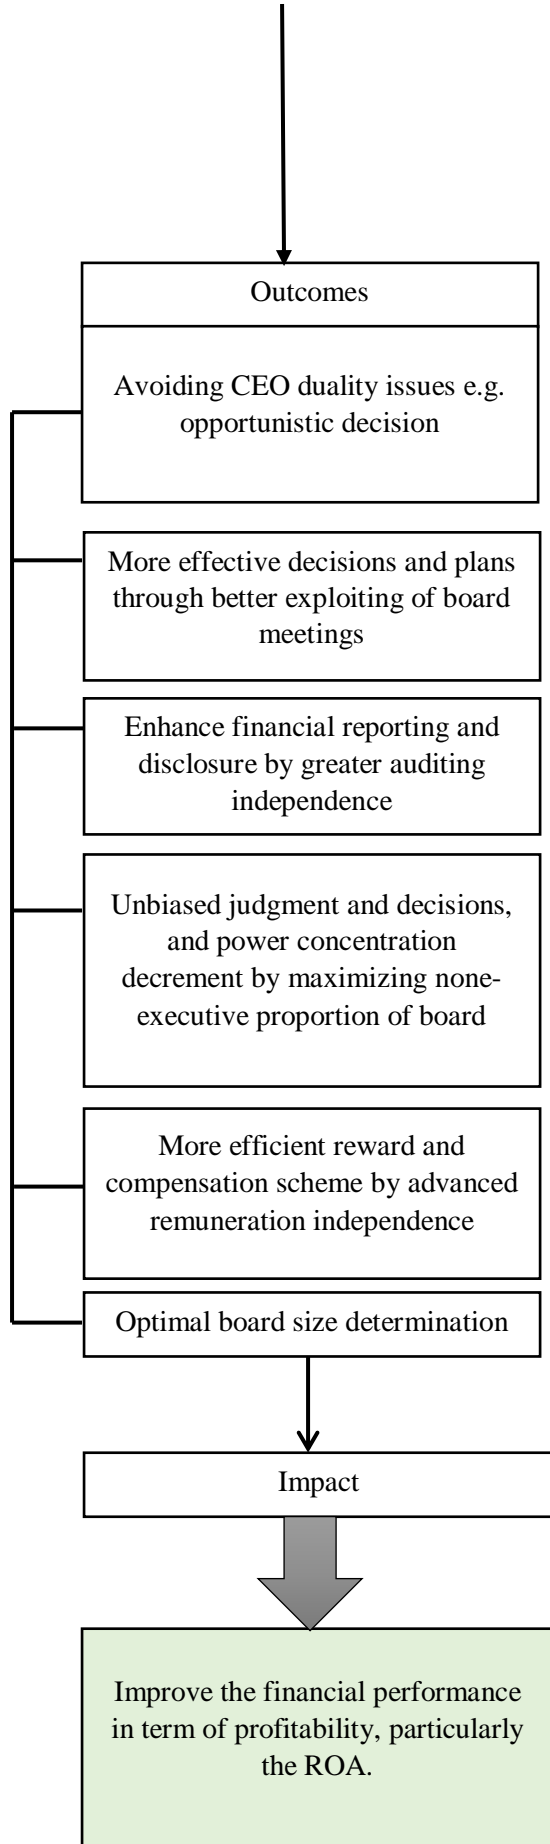 Outcomes
Avoiding CEO duality issues e.g.
opportunistic decision
More effective decisions and plans
through better exploiting of board
meetings
Enhance financial reporting and
disclosure by greater auditing
independence
Unbiased judgment and decisions,
and power concentration
decrement by maximizing none-
executive proportion of board
More efficient reward and
compensation scheme by advanced
remuneration independence
Optimal board size determination
Impact
Improve the financial performance
in term of profitability, particularly
the ROA.